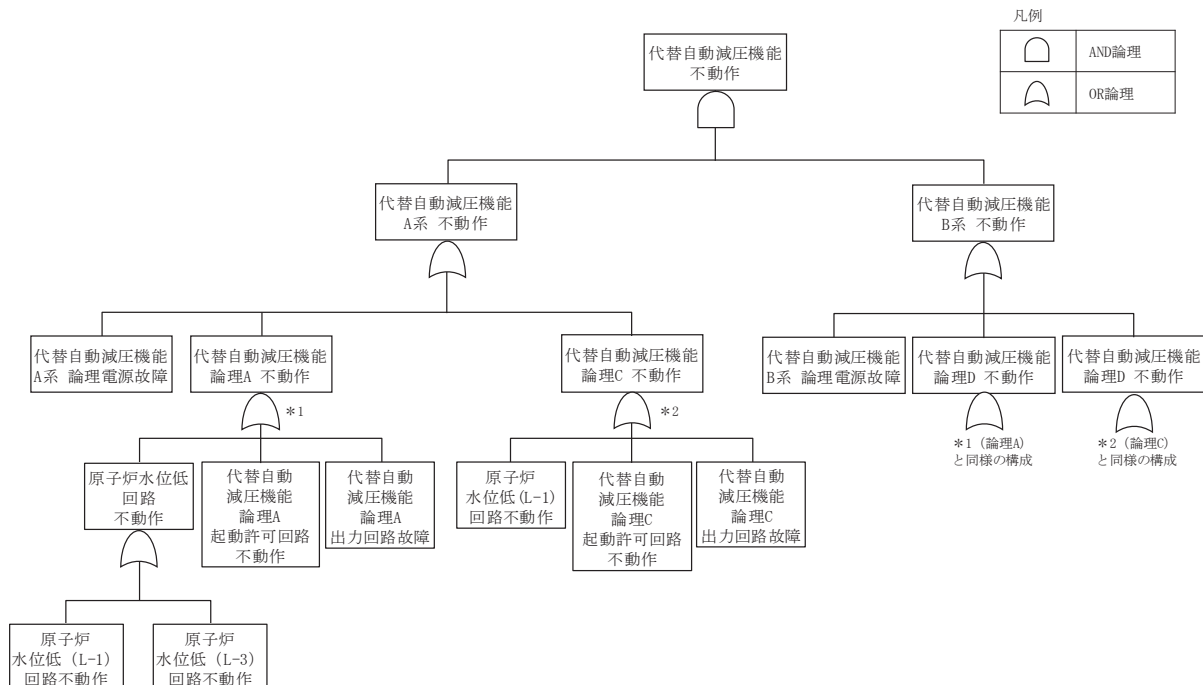 凡例
AND論理
OR論理
代替自動減圧機能
不動作
代替自動減圧機能
A系 不動作
代替自動減圧機能
B系 不動作
代替自動減圧機能
A系 論理電源故障
代替自動減圧機能
論理A 不動作
代替自動減圧機能
論理C 不動作
代替自動減圧機能
B系 論理電源故障
代替自動減圧機能
論理D 不動作
代替自動減圧機能
論理D 不動作
*1
*2
*1 (論理A)
と同様の構成
*2 (論理C)
と同様の構成
原子炉水位低
回路
不動作
代替自動
減圧機能
論理A
起動許可回路
不動作
代替自動
減圧機能
論理A
出力回路故障
原子炉
水位低(L-1)
回路不動作
代替自動
減圧機能
論理C
起動許可回路
不動作
代替自動
減圧機能
論理C
出力回路故障
原子炉
水位低 (L-1)
回路不動作
原子炉
水位低 (L-3)
回路不動作